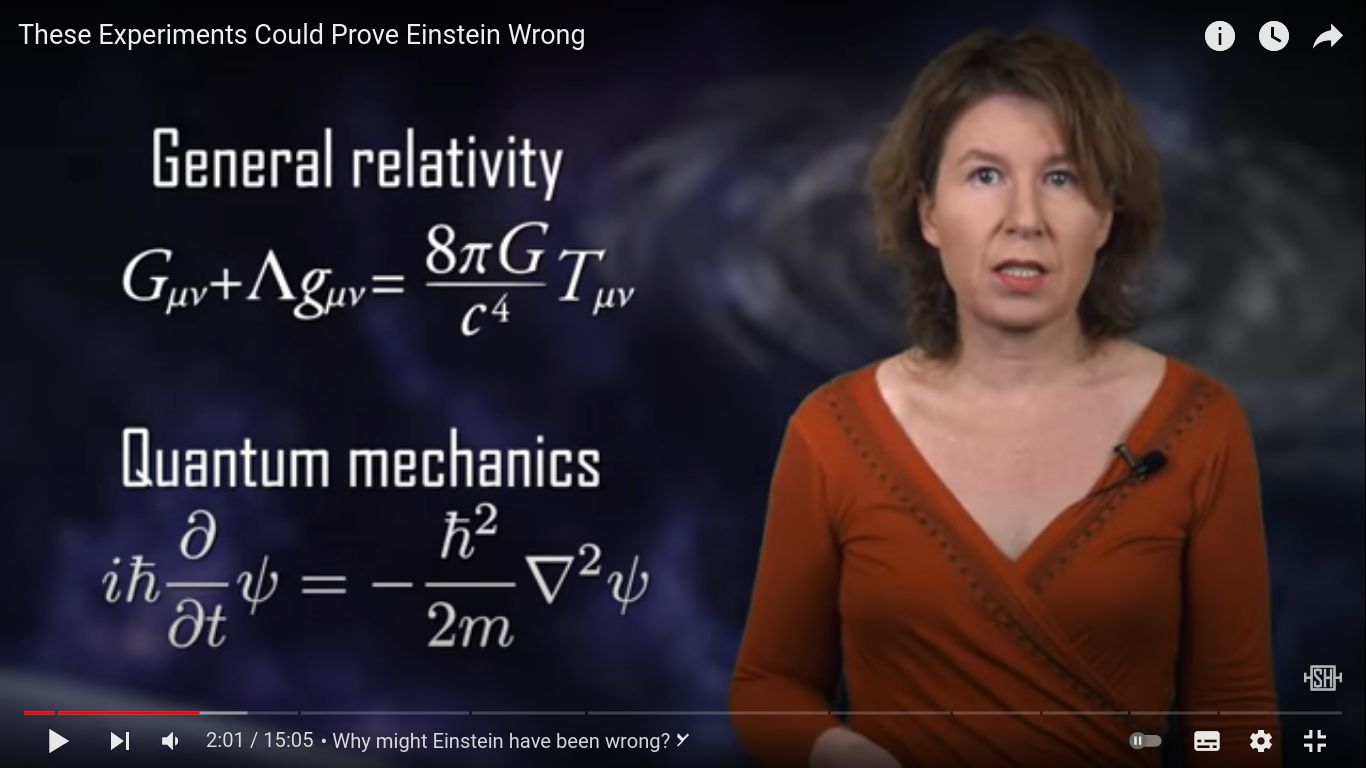 These Experiments Could Prove Einstein Wrong
General relativity
Gμν+Λgμν= 8πG/c⁴ Tμν
Quantum mechanics
iħ ∂/∂t ψ = − ħ²/2m ∇²ψ
SH
2:01 / 15:05 • Why might Einstein have been wrong?